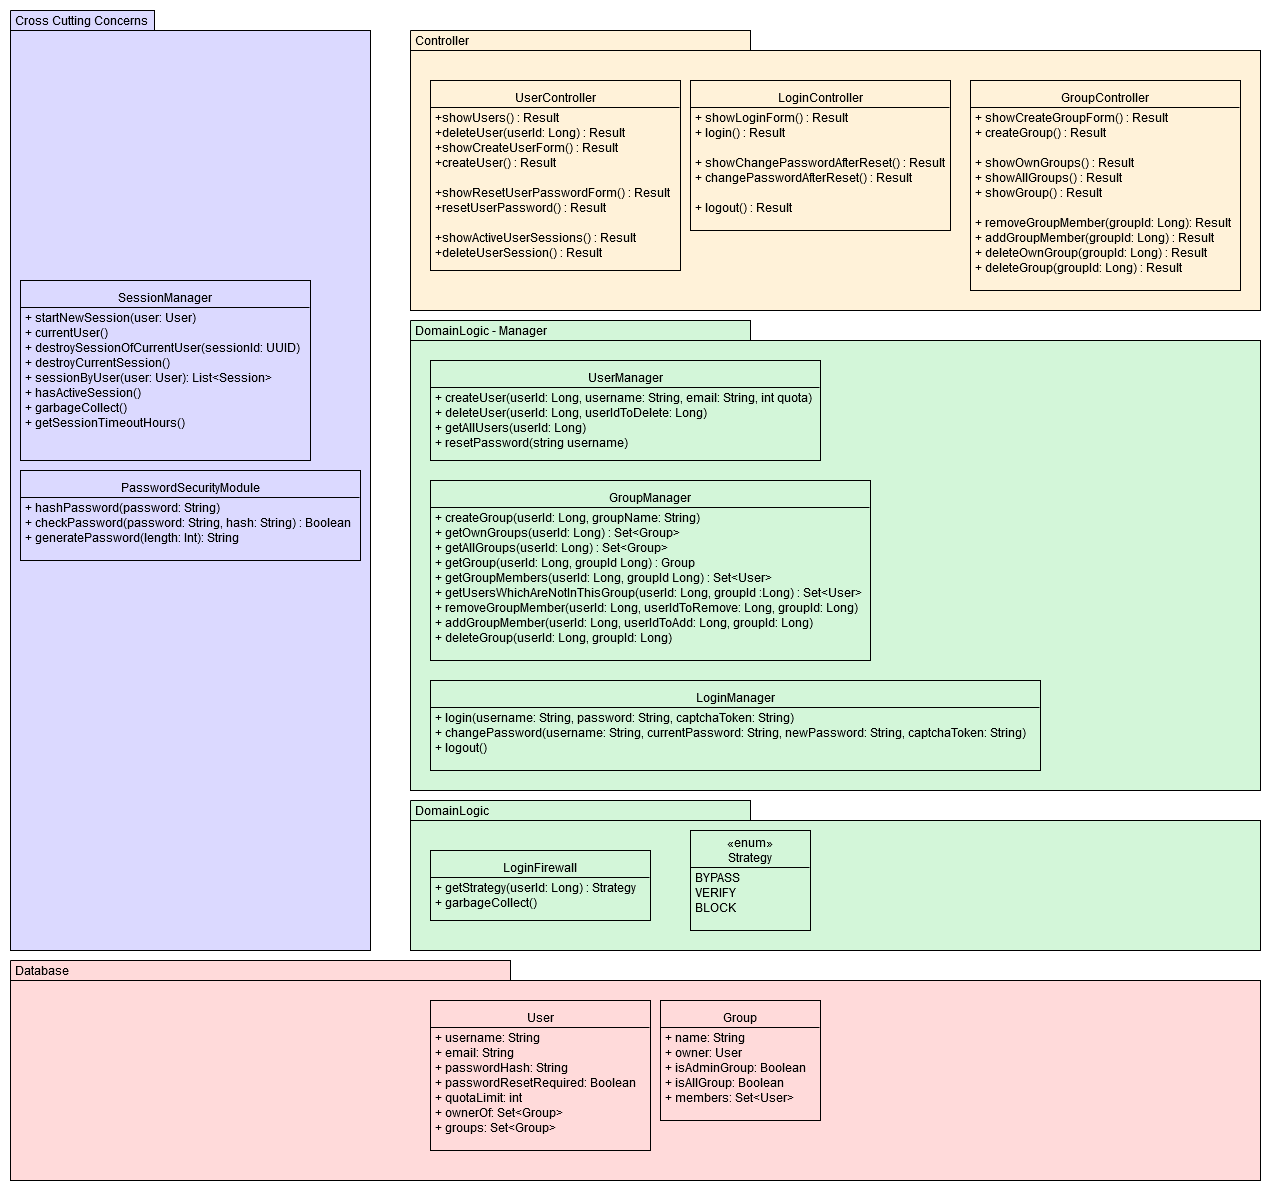 Cross Cutting Concerns
SessionManager
+ startNewSession(user: User)
+ currentUser()
+ destroySessionOfCurrentUser(sessionId: UUID)
+ destroyCurrentSession()
+ sessionByUser(user: User): List<Session>
+ hasActiveSession()
+ garbageCollect()
+ getSessionTimeoutHours()
PasswordSecurityModule
+ hashPassword(password: String)
+ checkPassword(password: String, hash: String) : Boolean
+ generatePassword(length: Int): String
Controller
UserController
+showUsers() : Result
+deleteUser(userId: Long) : Result
+showCreateUserForm() : Result
+createUser() : Result
+showResetUserPasswordForm() : Result
+resetUserPassword() : Result
+showActiveUserSessions() : Result
+deleteUserSession() : Result
LoginController
+ showLoginForm() : Result
+ login() : Result
+ showChangePasswordAfterReset() : Result
+ changePasswordAfterReset() : Result
+ logout() : Result
GroupController
+ showCreateGroupForm() : Result
+ createGroup() : Result
+ showOwnGroups() : Result
+ showAllGroups() : Result
+ showGroup() : Result
+ removeGroupMember(groupId: Long): Result
+ addGroupMember(groupId: Long) : Result
+ deleteOwnGroup(groupId: Long) : Result
+ deleteGroup(groupId: Long) : Result
DomainLogic - Manager
UserManager
+ createUser(userId: Long, username: String, email: String, int quota)
+ deleteUser(userId: Long, userIdToDelete: Long)
+ getAllUsers(userId: Long)
+ resetPassword(string username)
GroupManager
+ createGroup(userId: Long, groupName: String)
+ getOwnGroups(userId: Long) : Set<Group>
+ getAllGroups(userId: Long) : Set<Group>
+ getGroup(userId: Long, groupId Long) : Group
+ getGroupMembers(userId: Long, groupId Long) : Set<User>
+ getUsersWhichAreNotInThisGroup(userId: Long, groupId :Long) : Set<User>
+ removeGroupMember(userId: Long, userIdToRemove: Long, groupId: Long)
+ addGroupMember(userId: Long, userIdToAdd: Long, groupId: Long)
+ deleteGroup(userId: Long, groupId: Long)
LoginManager
+ login(username: String, password: String, captchaToken: String)
+ changePassword(username: String, currentPassword: String, newPassword: String, captchaToken: String)
+ logout()
DomainLogic
LoginFirewall
+ getStrategy(userId: Long) : Strategy
+ garbageCollect()
«enum»
Strategy
BYPASS
VERIFY
BLOCK
Database
User
+ username: String
+ email: String
+ passwordHash: String
+ passwordResetRequired: Boolean
+ quotaLimit: int
+ ownerOf: Set<Group>
+ groups: Set<Group>
Group
+ name: String
+ owner: User
+ isAdminGroup: Boolean
+ isAllGroup: Boolean
+ members: Set<User>